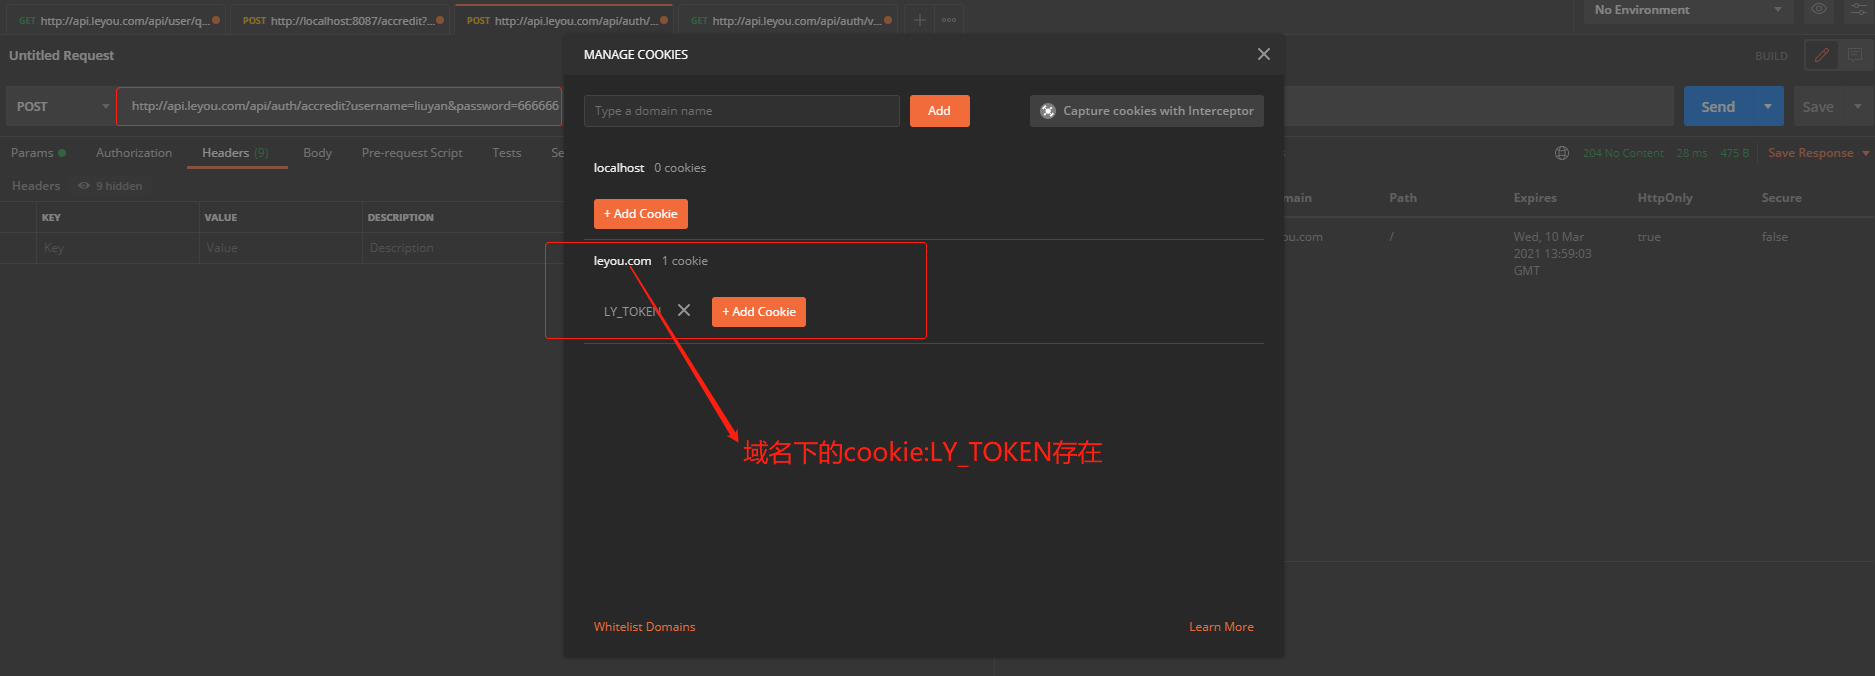 GET http://api.leyou.com/api/user/q...
POST http://localhost:8087/accredit?...
POST http://api.leyou.com/api/auth/...
GET http://api.leyou.com/api/auth/v...
No Environment
MANAGE COOKIES
Untitled Request
BUILD
POST
http://api.leyou.com/api/auth/accredit?username=liuyan&password=666666
Type a domain name
Add
Capture cookies with Interceptor
Send
Save
Params
Authorization
Headers (9)
Body
Pre-request Script
Tests
Se
204 No Content
28 ms
475 B
Save Response
localhost 0 cookies
Headers
9 hidden
main
Path
Expires
HttpOnly
Secure
KEY
VALUE
DESCRIPTION
+ Add Cookie
Key
Value
Description
ou.com
/
Wed, 10 Mar
2021 13:59:03
GMT
true
false
leyou.com 1 cookie
LY_TOKEN
+ Add Cookie
域名下的cookie:LY_TOKEN存在
Whitelist Domains
Learn More